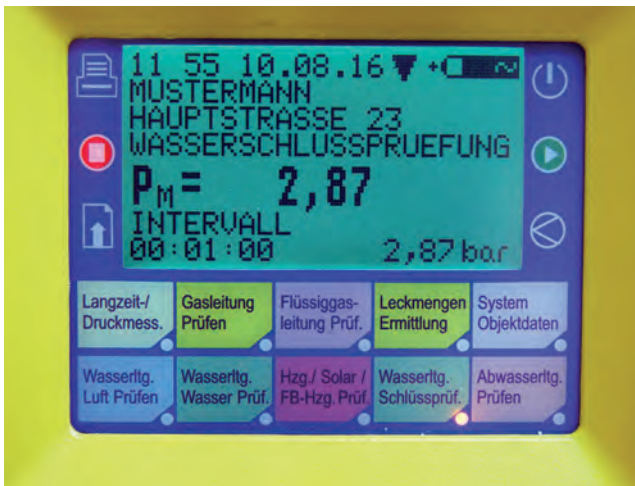 11 55 10.08.16
MUSTERMANN
HAUPTSTRASSE 23
WASSERSCHLUSSPRUEFUNG
PM= 2,87
INTERVALL
00:01:00 2,87 bar
Langzeit-/
Druckmess.
Gasleitung
Prüfen
Flüssiggas-
leitung Prüf.
Leckmengen
Ermittlung
System
Objektdaten
Wasserltg.
Luft Prüfen
Wasserltg.
Wasser Prüf.
Hzg./ Solar /
FB-Hzg. Prüf.
Wasserltg.
Schlüssprüf.
Abwasserltg.
Prüfen